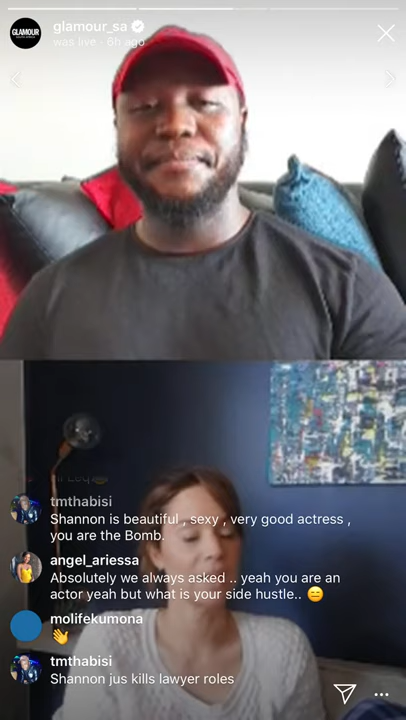 GLAMOUR
glamour_sa
was live · 6h ago
tmthabisi
Shannon is beautiful , sexy , very good actress ,
you are the Bomb.
angel_ariessa
Absolutely we always asked .. yeah you are an
actor yeah but what is your side hustle.. 😑
molifekumona
👋
tmthabisi
Shannon jus kills lawyer roles